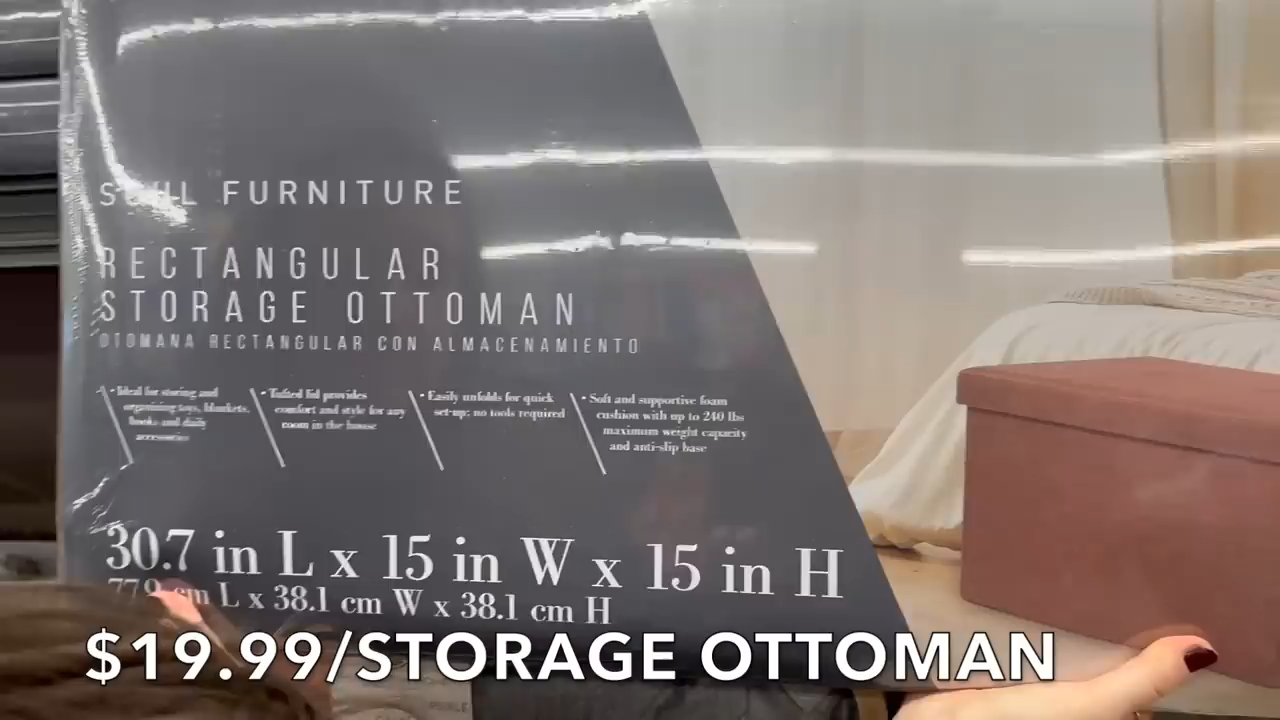 FURNITURE
RECTANGULAR
STORAGE OTTOMAN
OTOMANA RECTANGULAR CON ALMACENAMIENTO
• Ideal for storing and
organizing toys, blankets,
books and daily
accessories
• Tufted lid provides
comfort and style for any
room in the house
• Easily unfolds for quick
set-up; no tools required
• Soft and supportive foam
cushion with up to 240 lbs
maximum weight capacity
and anti-slip base
30.7 in L x 15 in W x 15 in H
cm L x 38.1 cm W x 38.1 cm H
$19.99/STORAGE OTTOMAN